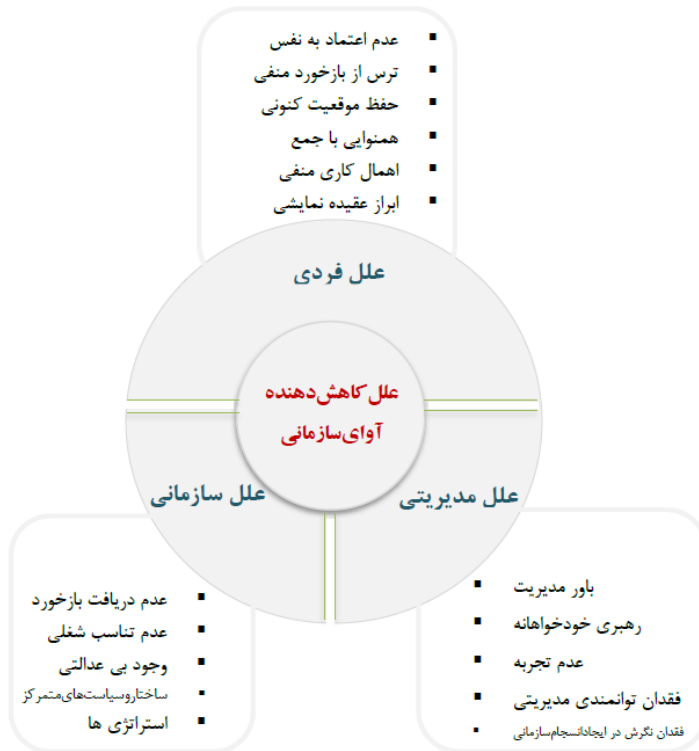 عدم اعتماد به نفس
ترس از بازخورد منفی
حفظ موقعیت کنونی
همنوایی با جمع
اهمال کاری منفی
ابراز عقیده نمایشی
علل فردی
علل کاهش‌دهنده
آوای‌سازمانی
علل مدیریتی
علل سازمانی
باور مدیریت
رهبری خودخواهانه
عدم تجربه
فقدان توانمندی مدیریتی
فقدان نگرش در ایجادانسجام‌سازمانی
عدم دریافت بازخورد
عدم تناسب شغلی
وجود بی عدالتی
ساختاروسیاست‌های‌متمرکز
استراتژی ها